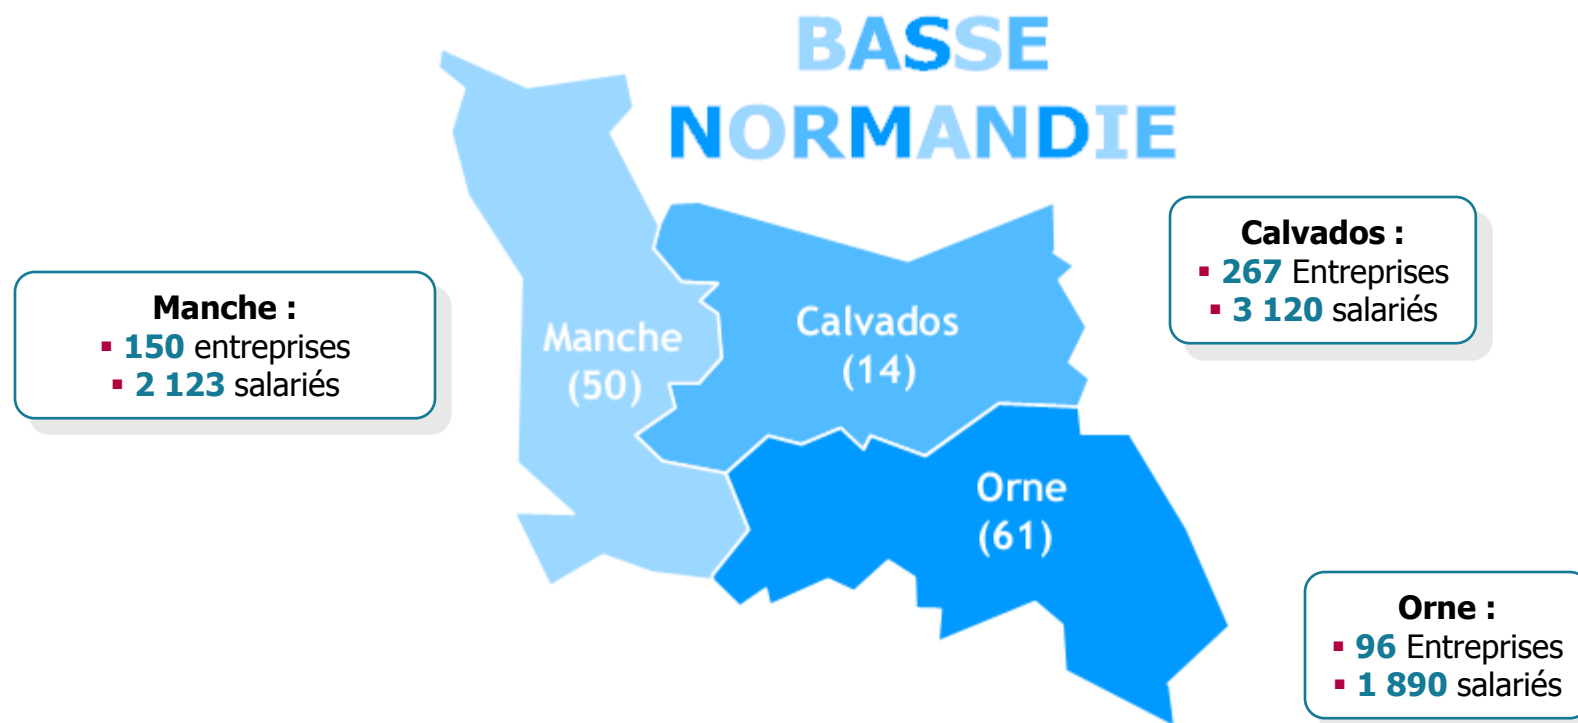 BASSE
NORMANDIE
Calvados :
▪ 267 Entreprises
▪ 3 120 salariés
Manche :
▪ 150 entreprises
▪ 2 123 salariés
Manche
(50)
Calvados
(14)
Orne
(61)
Orne :
▪ 96 Entreprises
▪ 1 890 salariés